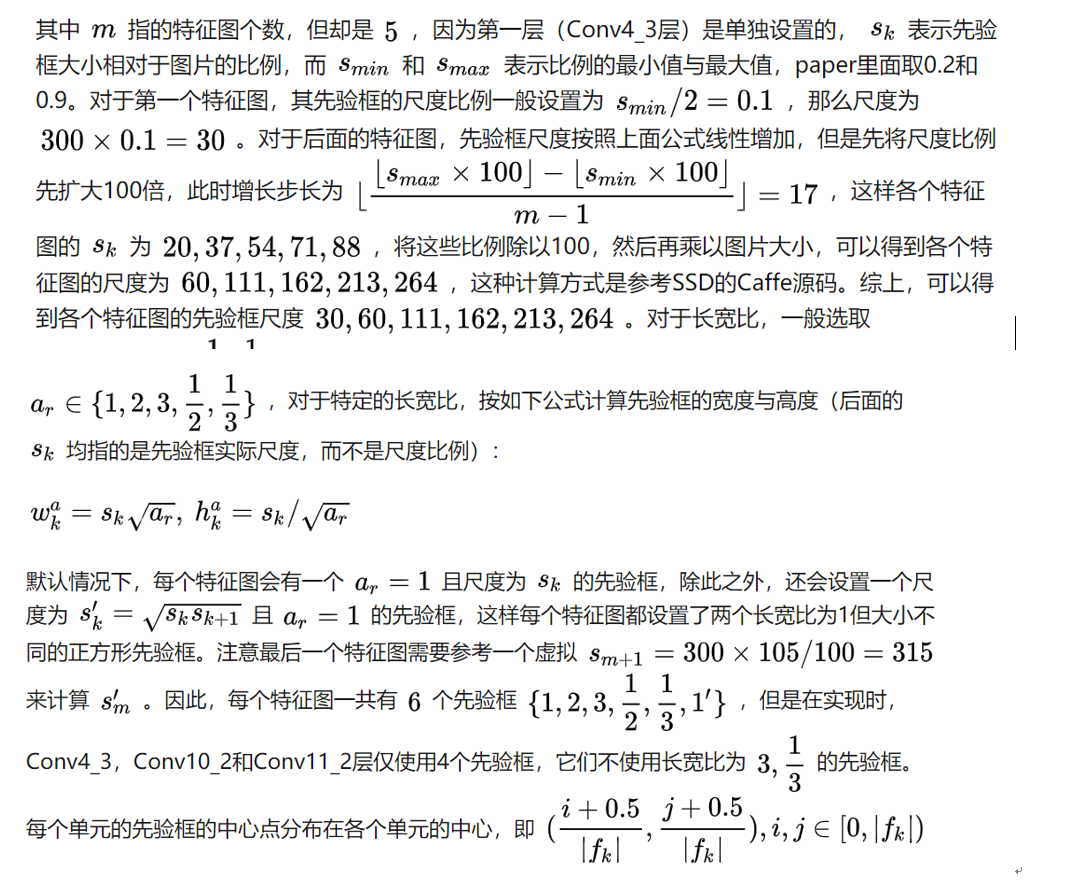 其中 m 指的特征图个数，但却是 5 ，因为第一层（Conv4_3层）是单独设置的， s_k 表示先验
框大小相对于图片的比例，而 s_{min} 和 s_{max} 表示比例的最小值与最大值，paper里面取0.2和
0.9。对于第一个特征图，其先验框的尺度比例一般设置为 s_{min}/2 = 0.1 ，那么尺度为
300 × 0.1 = 30 。对于后面的特征图，先验框尺度按照上面公式线性增加，但是先将尺度比例
先扩大100倍，此时增长步长为 ⌊\frac{⌊s_{max} × 100⌋ − ⌊s_{min} × 100⌋}{m − 1}⌋ = 17 ，这样各个特征
图的 s_k 为 20, 37, 54, 71, 88 ，将这些比例除以100，然后再乘以图片大小，可以得到各个特
征图的尺度为 60, 111, 162, 213, 264 ，这种计算方式是参考SSD的Caffe源码。综上，可以得
到各个特征图的先验框尺度 30, 60, 111, 162, 213, 264 。对于长宽比，一般选取
1 1
a_r ∈ {1, 2, 3, \frac{1}{2}, \frac{1}{3}} ，对于特定的长宽比，按如下公式计算先验框的宽度与高度（后面的
s_k 均指的是先验框实际尺度，而不是尺度比例）：
w_k^a = s_k\sqrt{a_r}, h_k^a = s_k/\sqrt{a_r}
默认情况下，每个特征图会有一个 a_r = 1 且尺度为 s_k 的先验框，除此之外，还会设置一个尺
度为 s'_k = \sqrt{s_k s_{k+1}} 且 a_r = 1 的先验框，这样每个特征图都设置了两个长宽比为1但大小不
同的正方形先验框。注意最后一个特征图需要参考一个虚拟 s_{m+1} = 300 × 105/100 = 315
来计算 s'_m 。因此，每个特征图一共有 6 个先验框 {1, 2, 3, \frac{1}{2}, \frac{1}{3}, 1'} ，但是在实现时，
Conv4_3，Conv10_2和Conv11_2层仅使用4个先验框，它们不使用长宽比为 3, \frac{1}{3} 的先验框。
每个单元的先验框的中心点分布在各个单元的中心，即 (\frac{i + 0.5}{|f_k|}, \frac{j + 0.5}{|f_k|}), i, j ∈ [0, |f_k|)